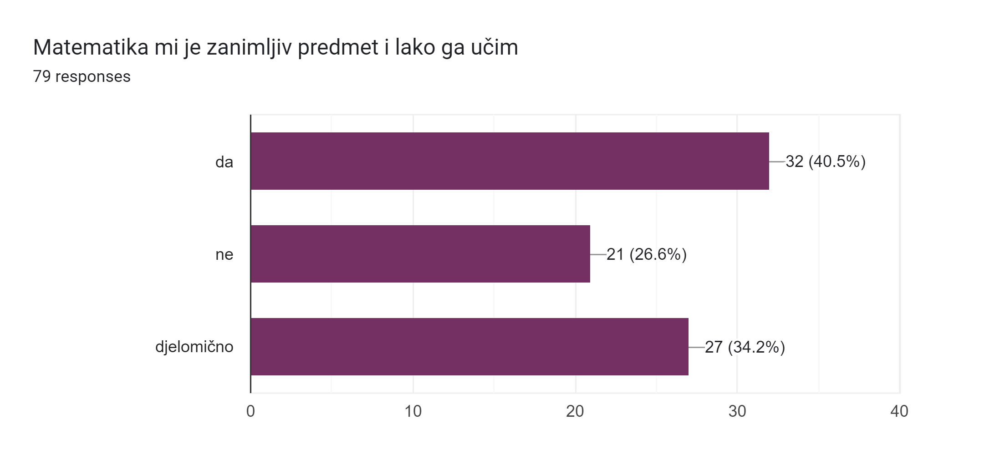 Matematika mi je zanimljiv predmet i lako ga učim
79 responses
da
32 (40.5%)
ne
21 (26.6%)
djelomično
27 (34.2%)
0 10 20 30 40